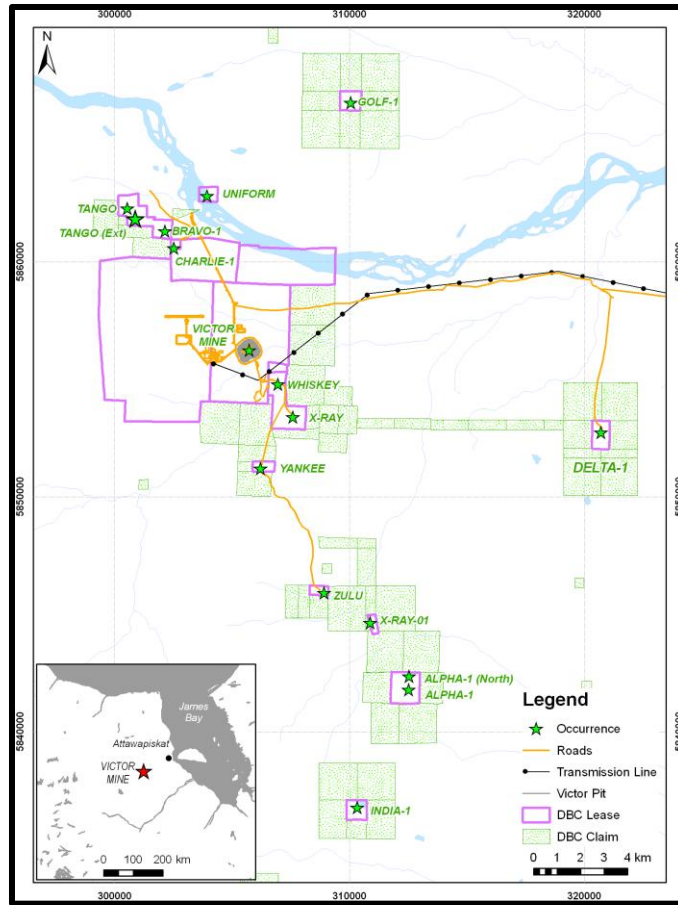 300000 310000 320000
N
GOLF-1
UNIFORM
TANGO
TANGO (Ext)
BRAVO-1
CHARLIE-1
5860000 5860000
VICTOR
MINE
WHISKEY
X-RAY
DELTA-1
YANKEE
5850000 5850000
ZULU
X-RAY-01
ALPHA-1 (North)
ALPHA-1
5840000
INDIA-1
James
Bay
Attawapiskat
VICTOR
MINE
0 100 200 km
Legend
Occurrence
Roads
Transmission Line
Victor Pit
DBC Lease
DBC Claim
0 1 2 3 4
km
300000 310000 320000